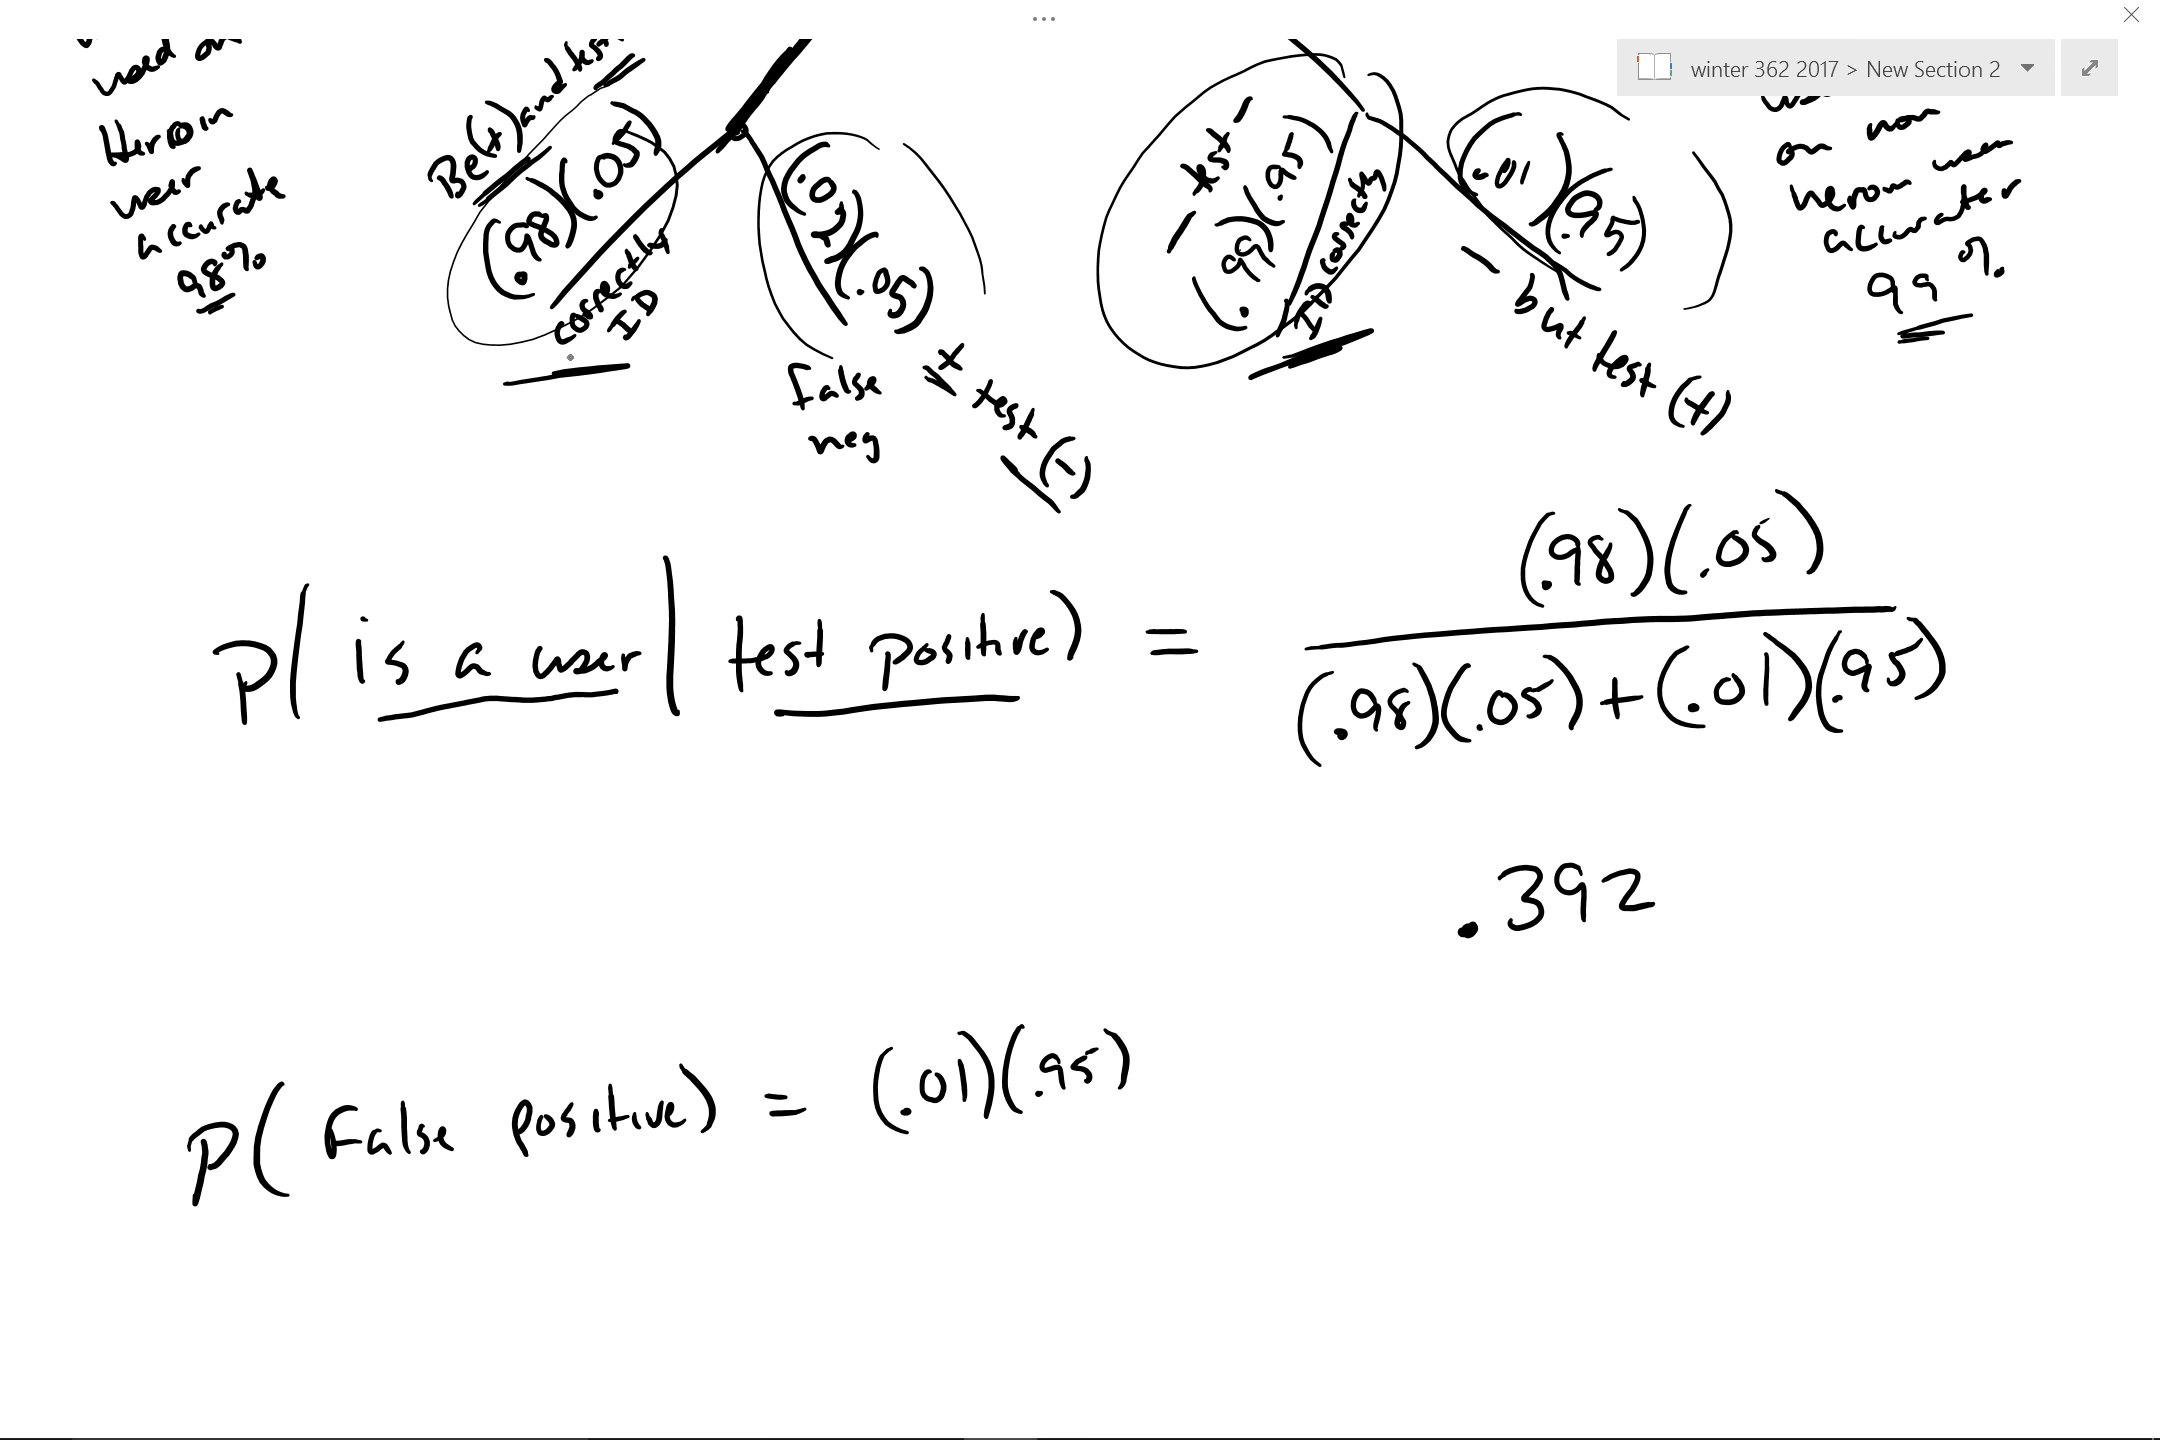 winter 362 2017 > New Section 2
used on
Heroin
user
accurate
98%
Be(+) and test
(.98)(.05)
correctly
ID
(.02)(.05)
false
neg
+ test (-)
- test -
(.99)(.95)
ID correctly
(.01)(.95)
- but test (+)
on non
heroin user
accurate
99%
P( is a user | test positive) = (.98)(.05)
(.98)(.05) + (.01)(.95)
.392
P( False positive) = (.01)(.95)